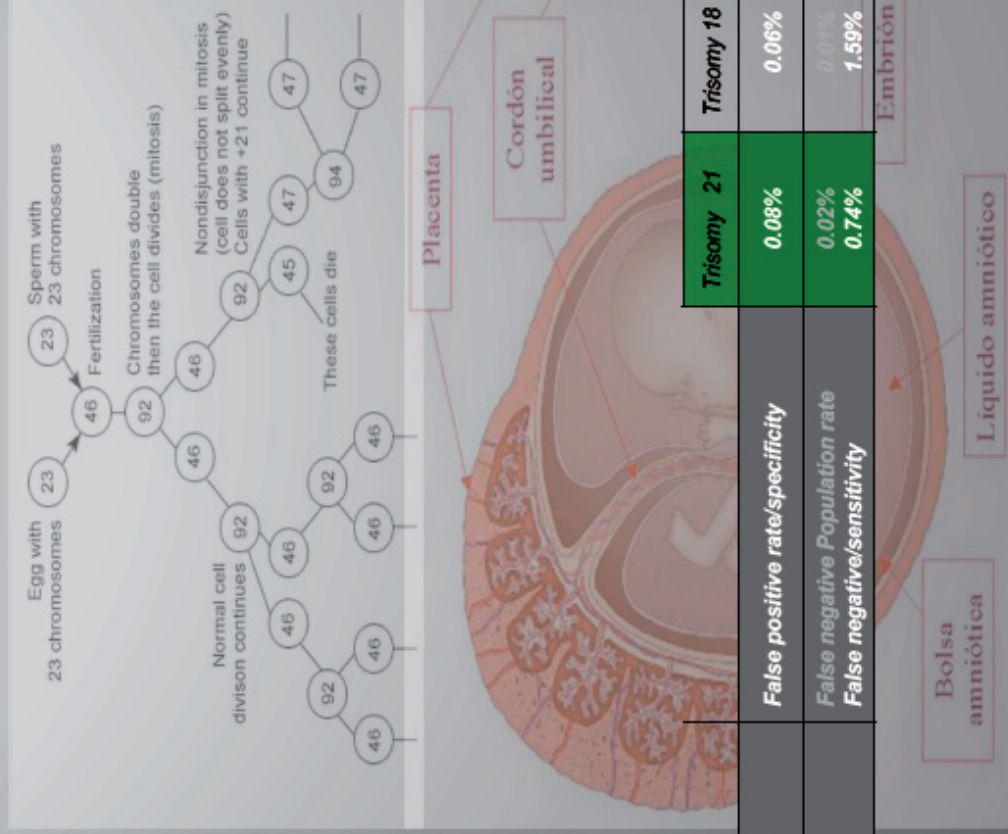 Egg with
23 chromosomes
23
Sperm with
23 chromosomes
23
46
Fertilization
92
Chromosomes double
then the cell divides (mitosis)
46
46
Normal cell
divison continues
92
92
Nondisjunction in mitosis
(cell does not split evenly)
Cells with +21 continue
46
46
45
47
These cells die
92
92
94
46
46
46
46
47
47
Placenta
Cordón
umbilical
Embrión
Bolsa
amniótica
Líquido amniótico
Trisomy 21
Trisomy 18
False positive rate/specificity
0.08%
0.06%
False negative Population rate
0.02%
0.01%
False negative/sensitivity
0.74%
1.59%